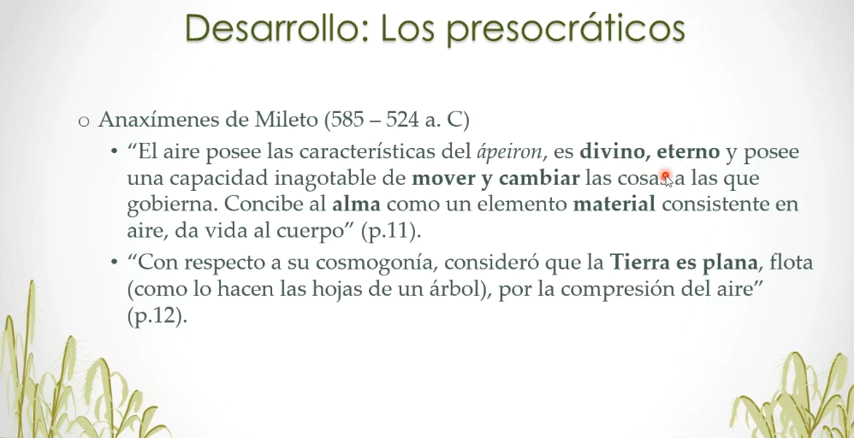 Desarrollo: Los presocráticos
o Anaxímenes de Mileto (585 – 524 a. C)
• “El aire posee las características del ápeiron, es divino, eterno y posee
una capacidad inagotable de mover y cambiar las cosas a las que
gobierna. Concibe al alma como un elemento material consistente en
aire, da vida al cuerpo” (p.11).
• “Con respecto a su cosmogonía, consideró que la Tierra es plana, flota
(como lo hacen las hojas de un árbol), por la compresión del aire”
(p.12).